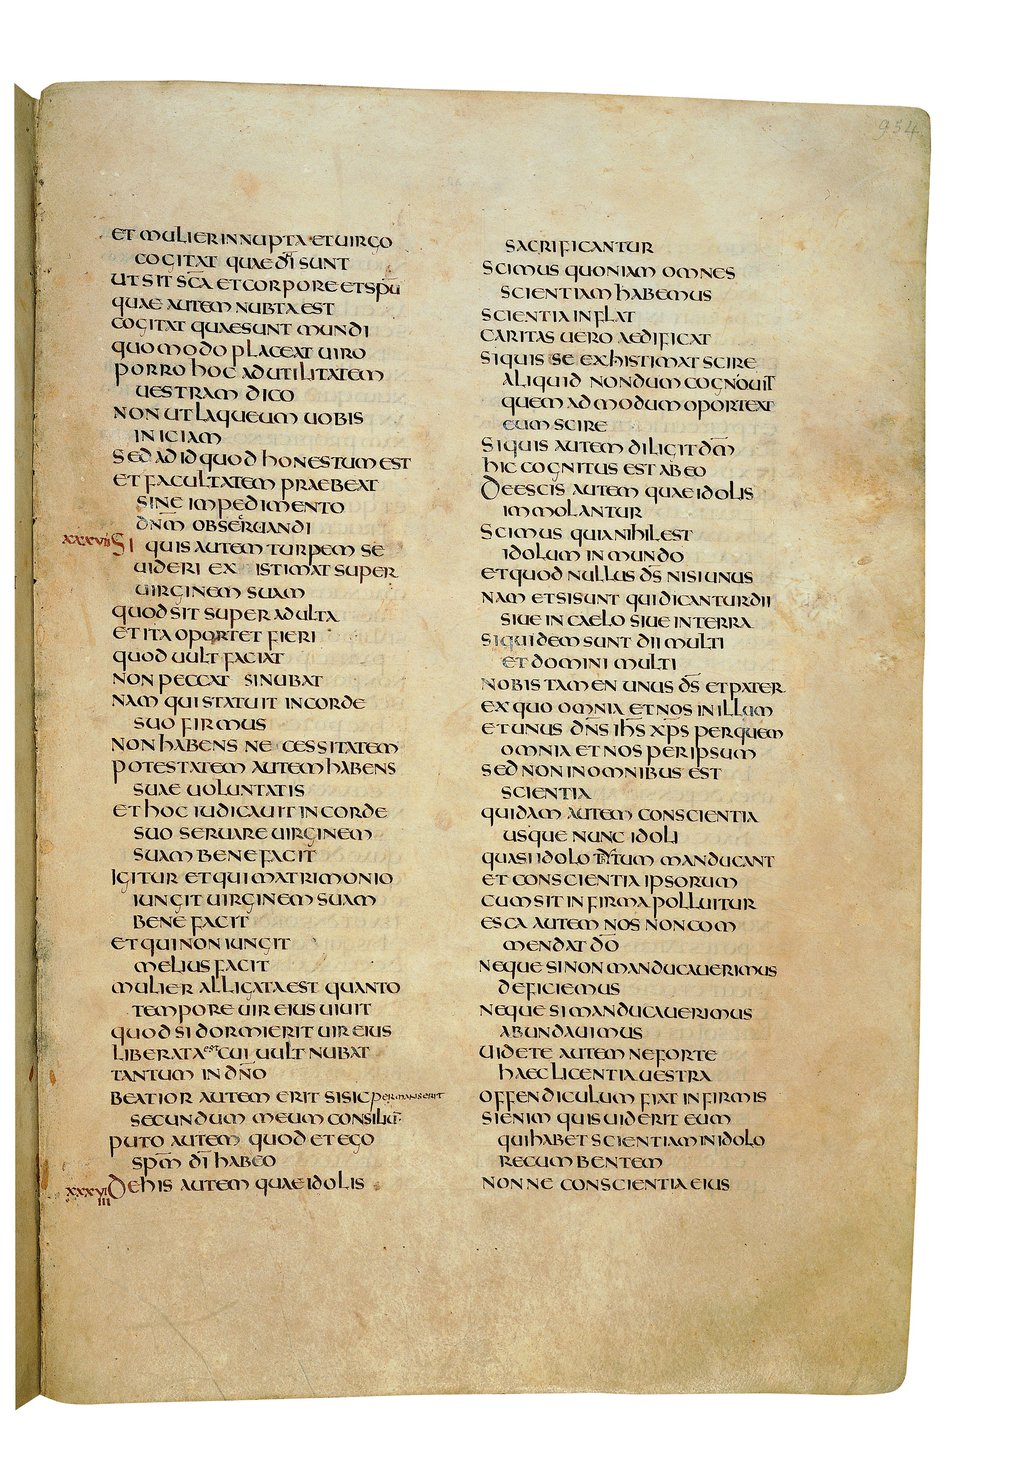 954
ET MULIER INNUPTA ET UIRGO
COGITAT QUAE DI SUNT
UT SIT SCA ET CORPORE ET SPU
QUAE AUTEM NUBTA EST
COGITAT QUAE SUNT MUNDI
QUOMODO PLACEAT UIRO
PORRO HOC AD UTILITATEM
UESTRAM DICO
NON UT LAQUEUM UOBIS
INICIAM
SED AD ID QUOD HONESTUM EST
ET FACULTATEM PRAEBEAT
SINE IMPEDIMENTO
DNM OBSERUANDI
XXXVII SI QUIS AUTEM TURPEM SE
UIDERI EXISTIMAT SUPER
UIRGINEM SUAM
QUOD SIT SUPER ADULTA
ET ITA OPORTET FIERI
QUOD UULT FACIAT
NON PECCAT SI NUBAT
NAM QUI STATUIT IN CORDE
SUO FIRMUS
NON HABENS NECESSITATEM
POTESTATEM AUTEM HABENS
SUAE UOLUNTATIS
ET HOC IUDICAUIT IN CORDE
SUO SERUARE UIRGINEM
SUAM BENE FACIT
IGITUR ET QUI MATRIMONIO
IUNGIT UIRGINEM SUAM
BENE FACIT
ET QUI NON IUNGIT
MELIUS FACIT
MULIER ALLIGATA EST QUANTO
TEMPORE UIR EIUS UIUIT
QUOD SI DORMIERIT UIR EIUS
LIBERATA est CUI UULT NUBAT
TANTUM IN DNO
BEATIOR AUTEM ERIT SI SIC permanserit
SECUNDUM MEUM CONSILIU
PUTO AUTEM QUOD ET EGO
SPM DI HABEO
XXXVIIII DE HIS AUTEM QUAE IDOLIS
SACRIFICANTUR
SCIMUS QUONIAM OMNES
SCIENTIAM HABEMUS
SCIENTIA INFLAT
CARITAS UERO AEDIFICAT
SI QUIS SE EXHISTIMAT SCIRE
ALIQUID NONDUM COGNOUIT
QUEM AD MODUM OPORTEAT
EUM SCIRE
SI QUIS AUTEM DILIGIT DM
HIC COGNITUS EST AB EO
DE ESCIS AUTEM QUAE IDOLIS
IMMOLANTUR
SCIMUS QUIA NIHIL EST
IDOLUM IN MUNDO
ET QUOD NULLUS DS NISI UNUS
NAM ETSI SUNT QUI DICANTUR DII
SIUE IN CAELO SIUE IN TERRA
SIQUIDEM SUNT DII MULTI
ET DOMINI MULTI
NOBIS TAMEN UNUS DS ET PATER
EX QUO OMNIA ET NOS IN ILLUM
ET UNUS DNS IHS XPS PER QUEM
OMNIA ET NOS PER IPSUM
SED NON IN OMNIBUS EST
SCIENTIA
QUIDAM AUTEM CONSCIENTIA
USQUE NUNC IDOLI
QUASI IDOLOTYTUM MANDUCANT
ET CONSCIENTIA IPSORUM
CUM SIT INFIRMA POLLUITUR
ESCA AUTEM NOS NON COM
MENDAT DO
NEQUE SI NON MANDUCAUERIMUS
DEFICIEMUS
NEQUE SI MANDUCAUERIMUS
ABUNDAUIMUS
UIDETE AUTEM NE FORTE
HAEC LICENTIA UESTRA
OFFENDICULUM FIAT INFIRMIS
SI ENIM QUIS UIDERIT EUM
QUI HABET SCIENTIAM IN IDOLO
RECUMBENTEM
NONNE CONSCIENTIA EIUS